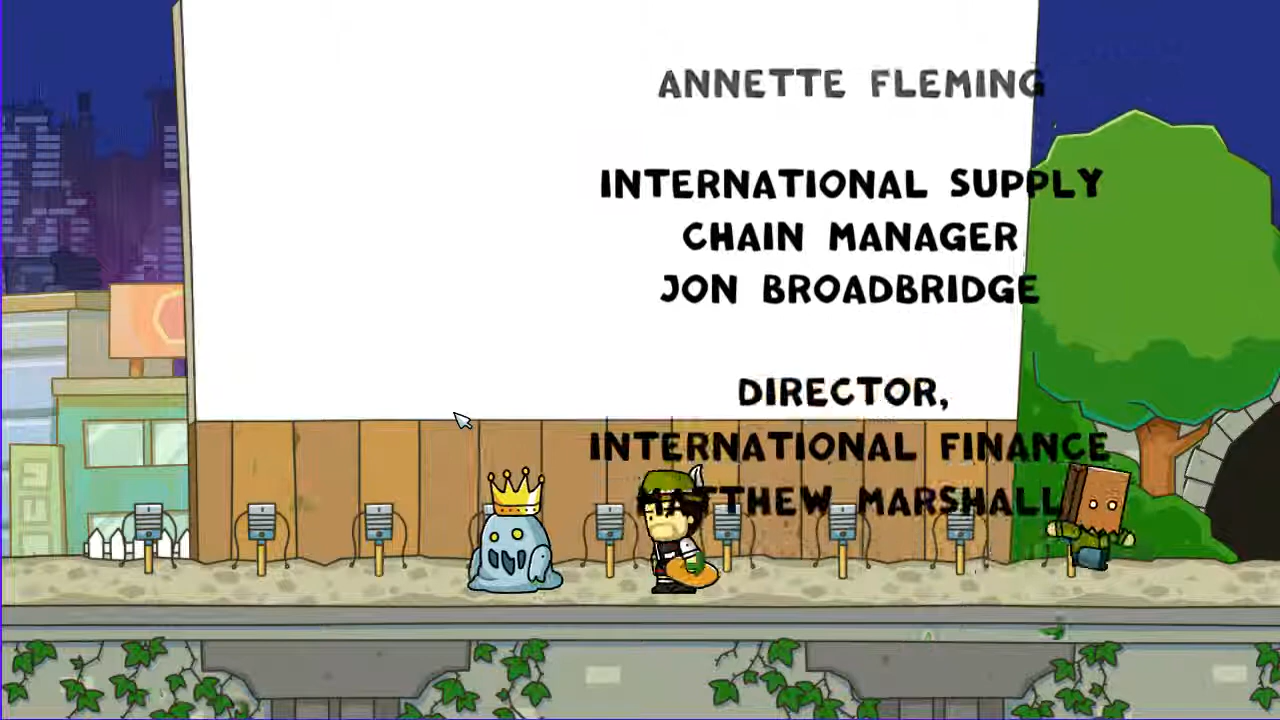 ANNETTE FLEMING
INTERNATIONAL SUPPLY
CHAIN MANAGER
JON BROADBRIDGE
DIRECTOR,
INTERNATIONAL FINANCE
MATTHEW MARSHALL